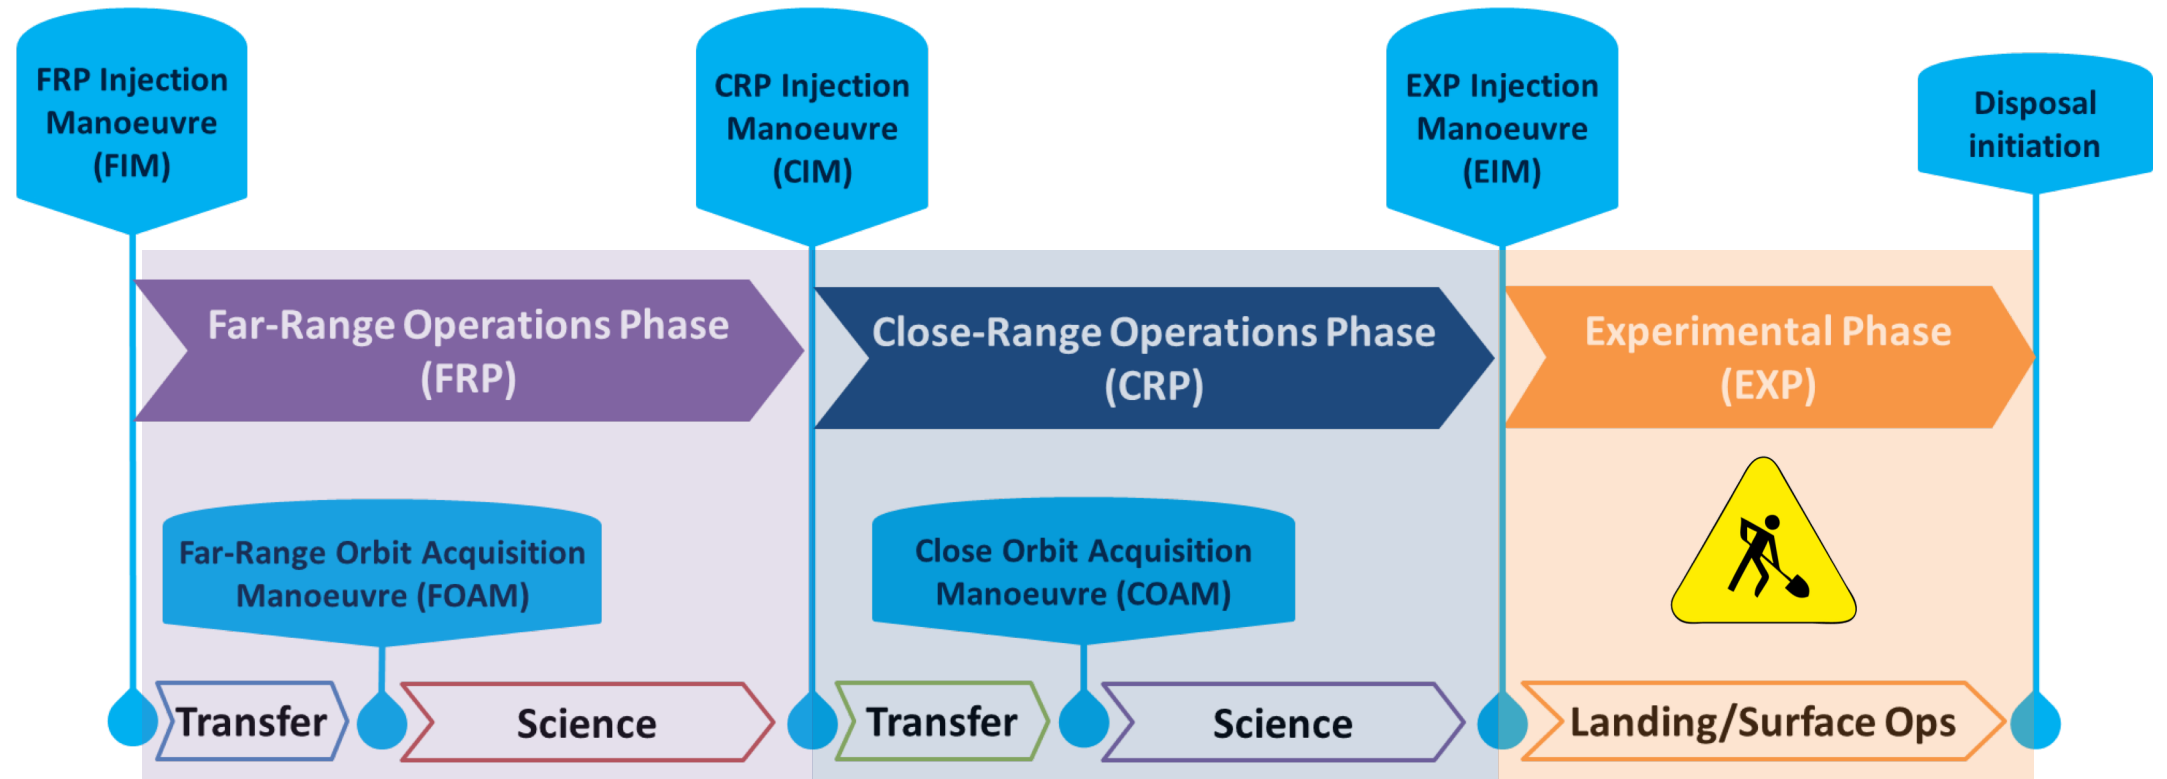 FRP Injection
Manoeuvre
(FIM)
CRP Injection
Manoeuvre
(CIM)
EXP Injection
Manoeuvre
(EIM)
Disposal
initiation
Far-Range Operations Phase
(FRP)
Close-Range Operations Phase
(CRP)
Experimental Phase
(EXP)
Far-Range Orbit Acquisition
Manoeuvre (FOAM)
Close Orbit Acquisition
Manoeuvre (COAM)
Transfer
Science
Transfer
Science
Landing/Surface Ops